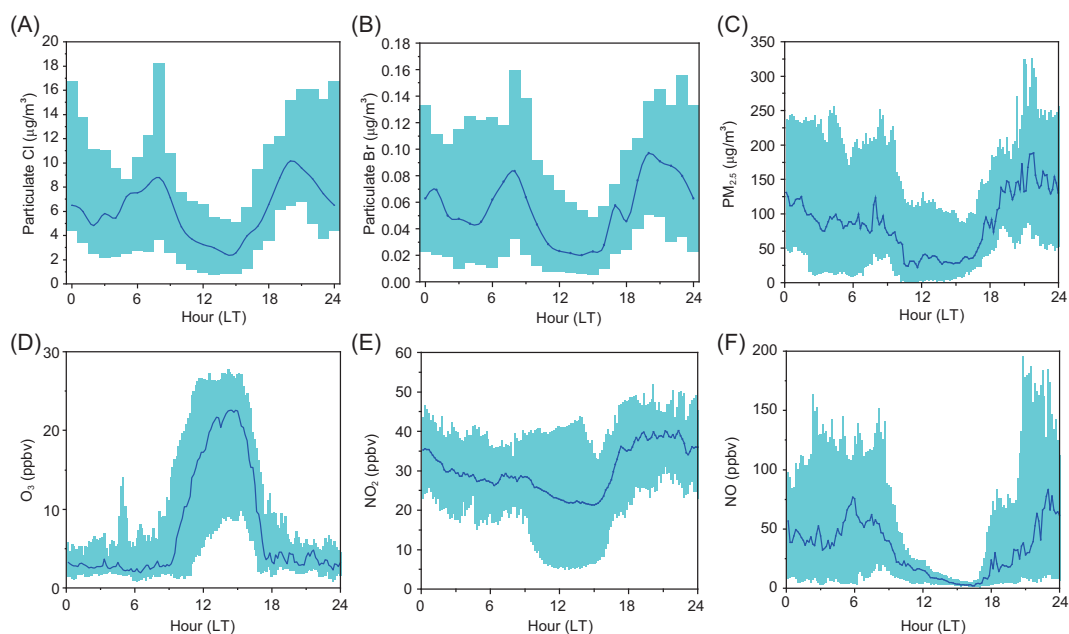 (A)
20
18
16
14
12
10
8
6
4
2
0
Particulate Cl (μg/m³)
0 6 12 18 24
Hour (LT)
(B)
0.18
0.16
0.14
0.12
0.10
0.08
0.06
0.04
0.02
0.00
Particulate Br (μg/m³)
0 6 12 18 24
Hour (LT)
(C)
350
300
250
200
150
100
50
0
PM₂.₅ (μg/m³)
0 6 12 18 24
Hour (LT)
(D)
30
20
10
0
O₃ (ppbv)
0 6 12 18 24
Hour (LT)
(E)
60
50
40
30
20
10
0
NO₂ (ppbv)
0 6 12 18 24
Hour (LT)
(F)
200
150
100
50
0
NO (ppbv)
0 6 12 18 24
Hour (LT)